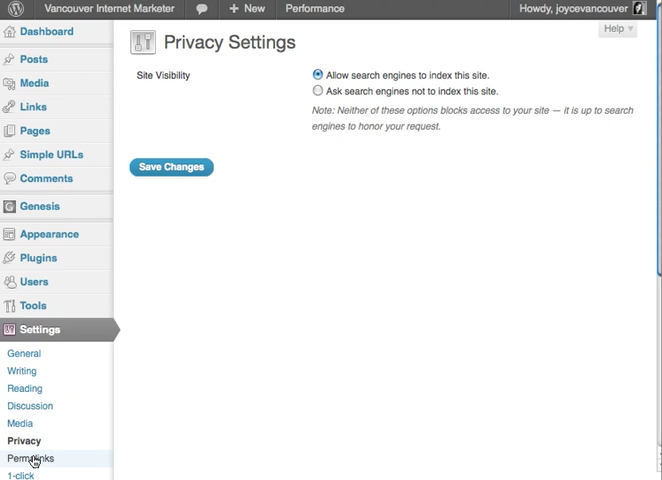 Vancouver Internet Marketer
New
Performance
Howdy, joycevancouver
Help
Dashboard
Posts
Media
Links
Pages
Simple URLs
Comments
Genesis
Appearance
Plugins
Users
Tools
Settings
General
Writing
Reading
Discussion
Media
Privacy
Permalinks
1-click
Privacy Settings
Site Visibility
Allow search engines to index this site.
Ask search engines not to index this site.
Note: Neither of these options blocks access to your site — it is up to search
engines to honor your request.
Save Changes